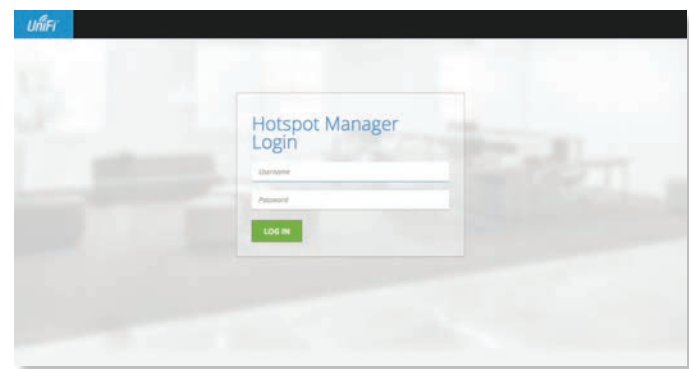 UniFi
Hotspot Manager
Login
Username
Password
LOG IN